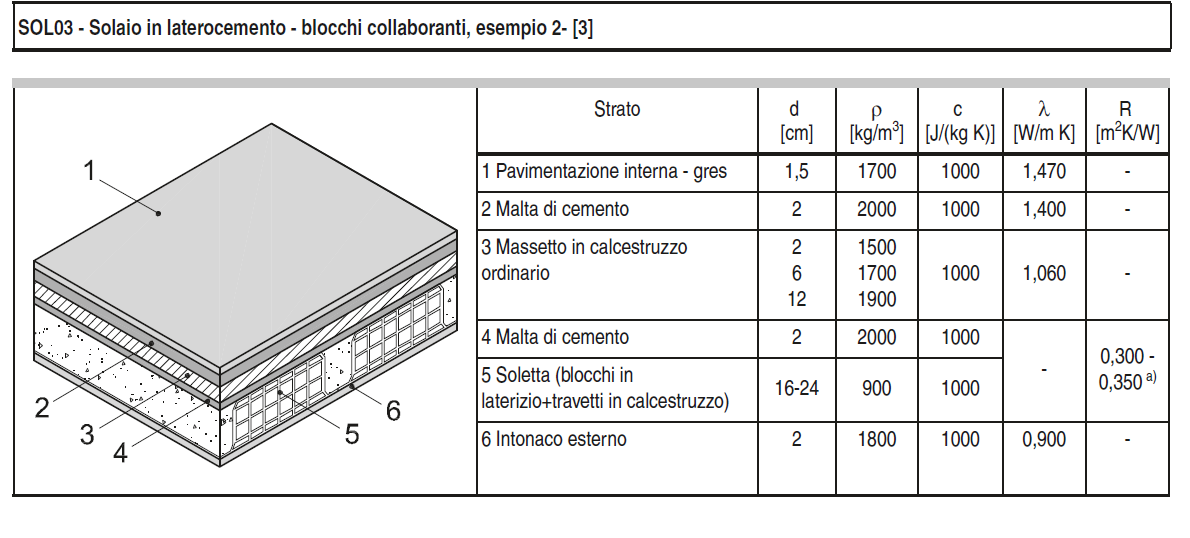 SOL03 - Solaio in laterocemento - blocchi collaboranti, esempio 2- [3]
1
2
3
4
5
6
Strato d ρ c λ R
[cm] [kg/m³] [J/(kg K)] [W/m K] [m²K/W]
1 Pavimentazione interna - gres 1,5 1700 1000 1,470 -
2 Malta di cemento 2 2000 1000 1,400 -
3 Massetto in calcestruzzo 2 1500
ordinario 6 1700 1000 1,060 -
12 1900
4 Malta di cemento 2 2000 1000
5 Soletta (blocchi in
laterizio+travetti in calcestruzzo) 16-24 900 1000 - 0,300 -
0,350 a)
6 Intonaco esterno 2 1800 1000 0,900 -